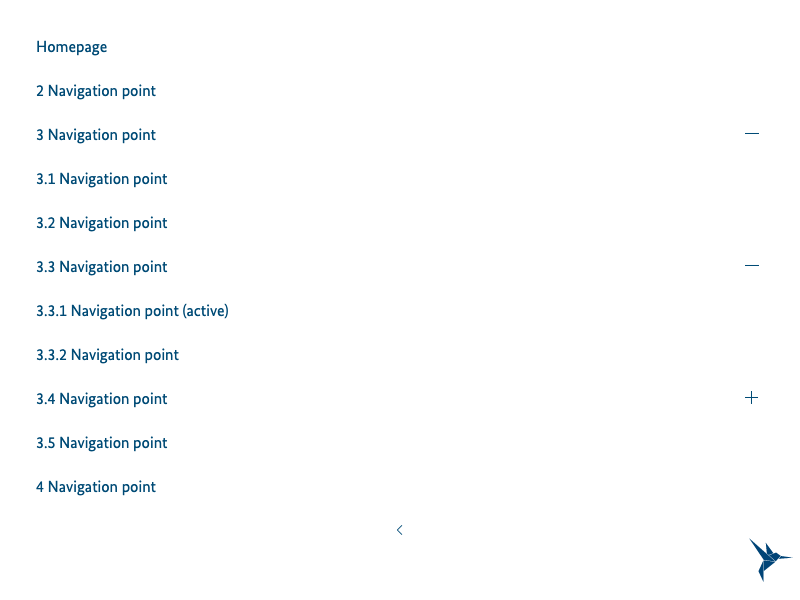 Homepage
2 Navigation point
3 Navigation point
3.1 Navigation point
3.2 Navigation point
3.3 Navigation point
3.3.1 Navigation point (active)
3.3.2 Navigation point
3.4 Navigation point
3.5 Navigation point
4 Navigation point